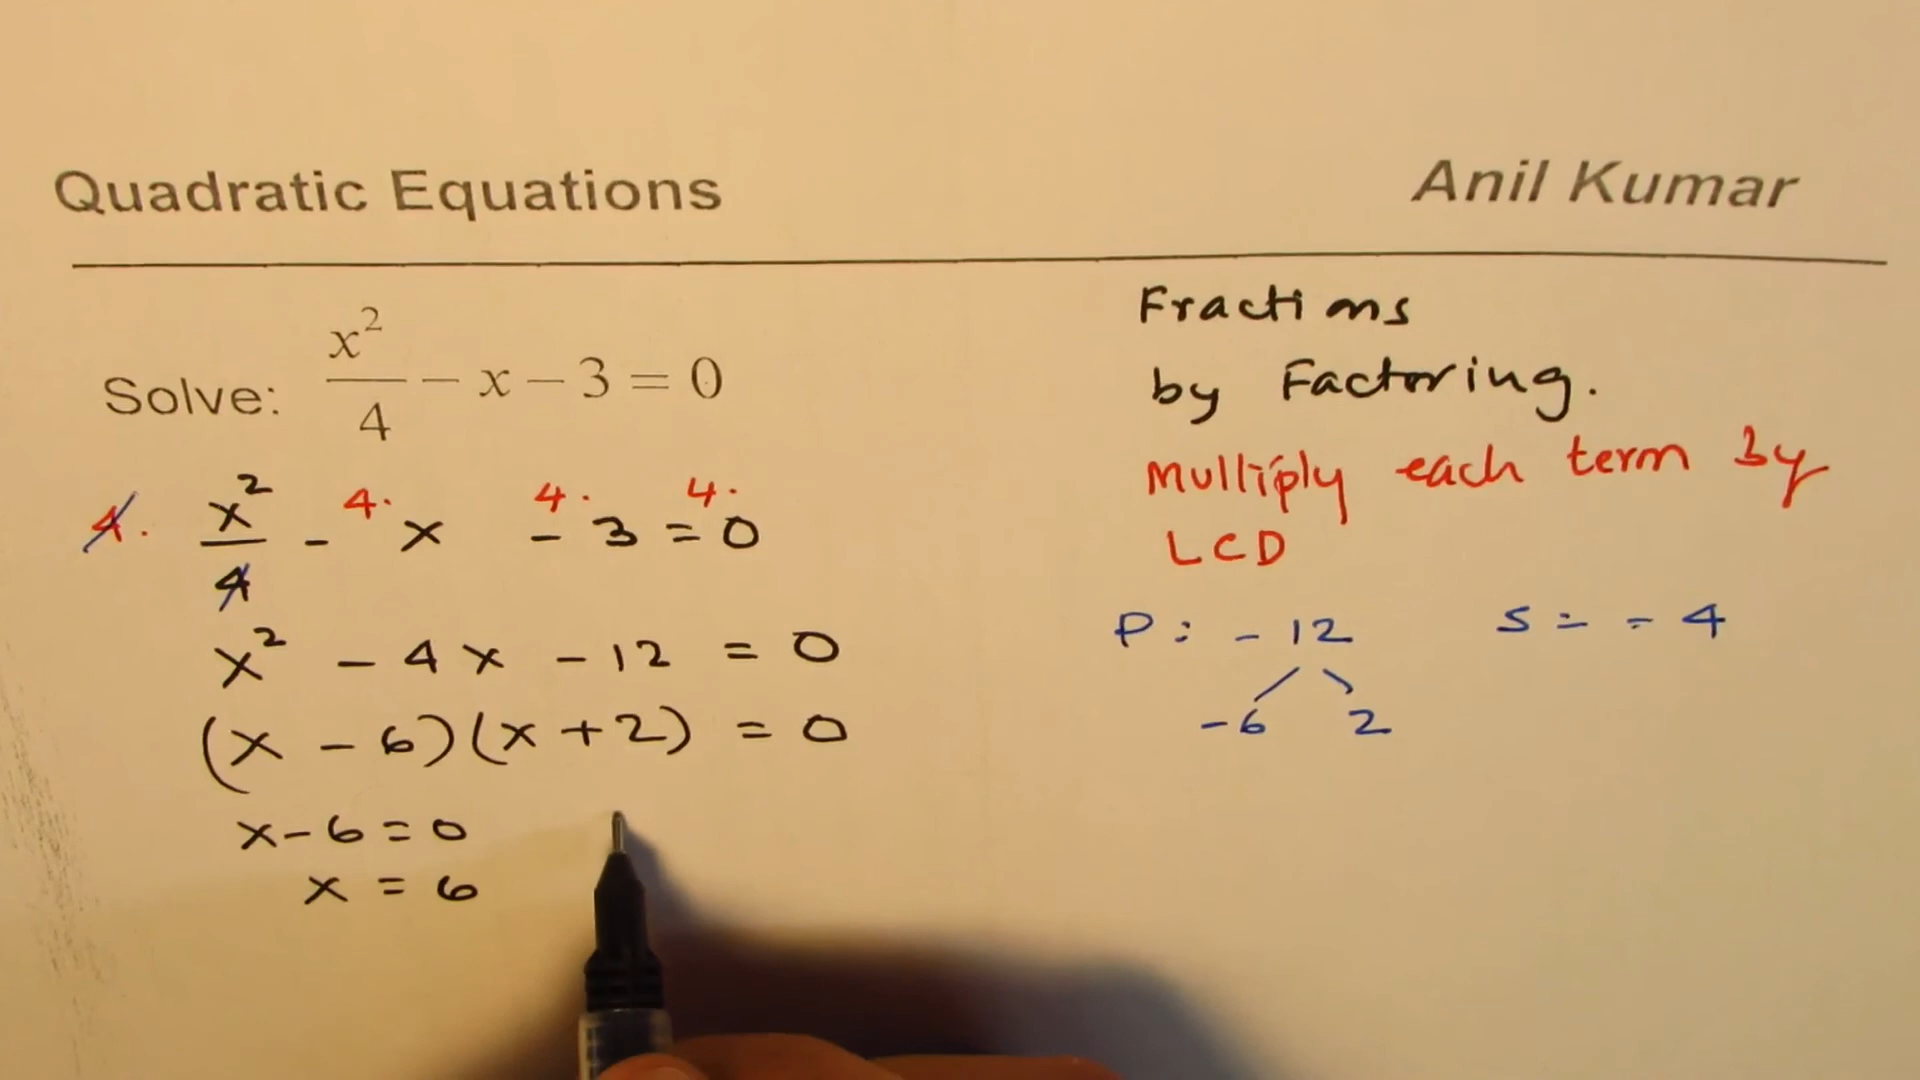 Quadratic Equations
Anil Kumar
Solve: x²/4 − x − 3 = 0
4. x²/4 − 4. x − 4. 3 = 4. 0
x² − 4x − 12 = 0
(x − 6)(x + 2) = 0
x − 6 = 0
x = 6
Fractions
by Factoring.
Multiply each term by
LCD
P: −12 S = −4
−6 2